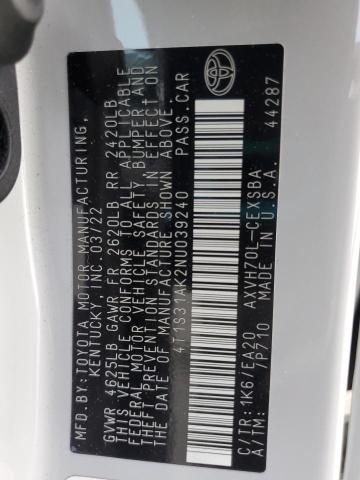 MFD. BY: TOYOTA MOTOR MANUFACTURING,
KENTUCKY, INC. 03/22
GVWR 4625LB GAWR FR 2620LB RR 2420LB
THIS VEHICLE CONFORMS TO ALL APPLICABLE
FEDERAL MOTOR VEHICLE SAFETY, BUMPER AND
THEFT PREVENTION STANDARDS IN EFFECT ON
THE DATE OF MANUFACTURE SHOWN ABOVE.
4T1S31AK2NU039240 PASS.CAR
TOYOTA
C/TR: 1K6/EA20 AXVH70L-CEXSBA
A/TM: /P710 M. IN U.S.A.
44287